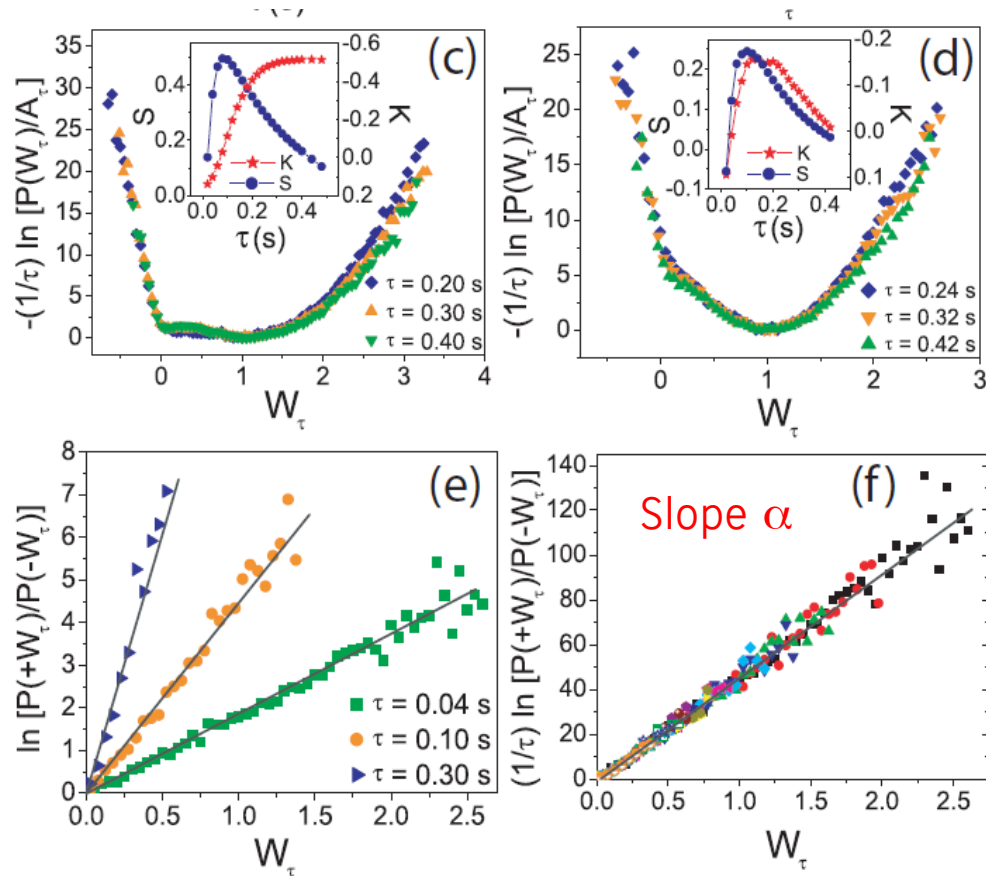 (c)
35
30
25
20
15
10
5
0
-(1/τ) ln [P(W_τ)/A_τ]
0 1 2 3 4
W_τ
τ = 0.20 s
τ = 0.30 s
τ = 0.40 s
0.4
0.2
0.0
S
-0.6
-0.4
-0.2
0.0
0.2
K
K
S
0.0 0.2 0.4
τ(s)
τ
(d)
25
20
15
10
5
0
-(1/τ) ln [P(W_τ)/A_τ]
0 1 2 3
W_τ
τ = 0.24 s
τ = 0.32 s
τ = 0.42 s
0.3
0.2
0.1
0.0
-0.1
S
-0.2
-0.1
0.0
0.1
K
K
S
0.0 0.2 0.4
τ(s)
(e)
8
7
6
5
4
3
2
1
0
ln [P(+W_τ)/P(-W_τ)]
0.0 0.5 1.0 1.5 2.0 2.5
W_τ
τ = 0.04 s
τ = 0.10 s
τ = 0.30 s
(f)
Slope α
140
120
100
80
60
40
20
0
(1/τ) ln [P(+W_τ)/P(-W_τ)]
0.0 0.5 1.0 1.5 2.0 2.5
W_τ